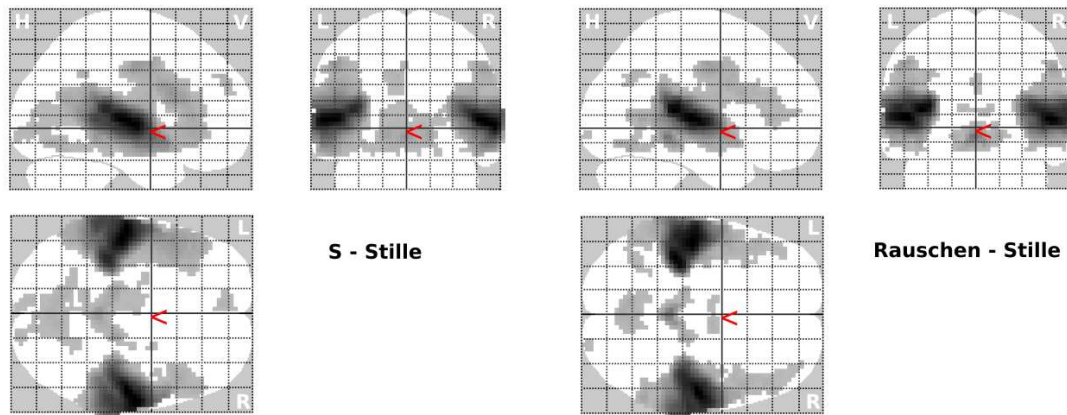 H V L R H V L R
L L
S - Stille Rauschen - Stille
R R